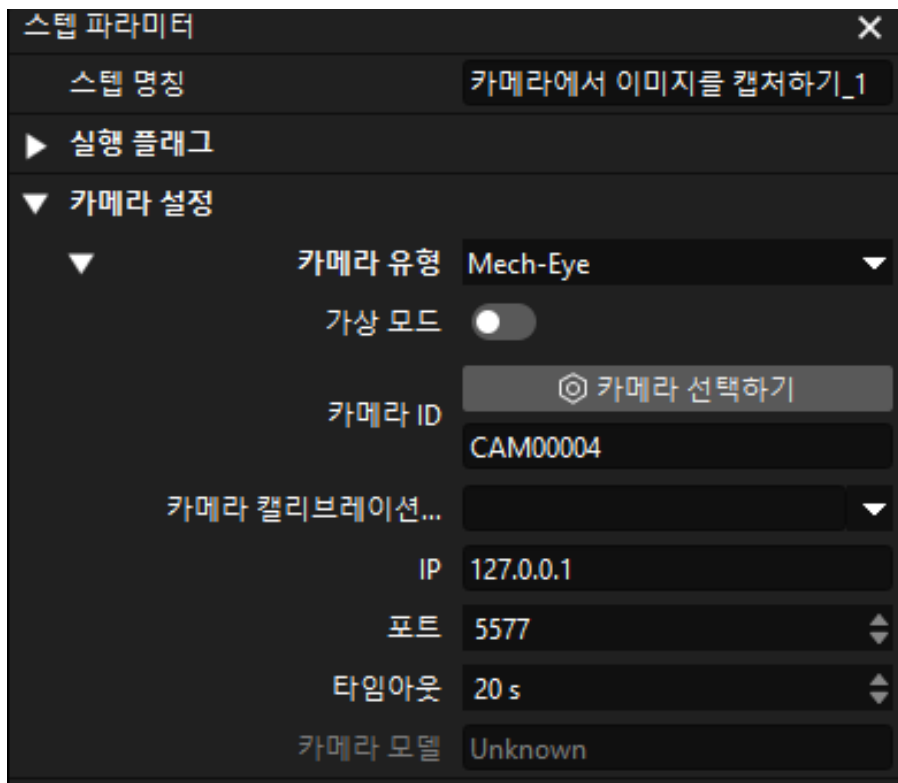 스텝 파라미터
스텝 명칭 카메라에서 이미지를 캡처하기_1
실행 플래그
카메라 설정
카메라 유형 Mech-Eye
가상 모드
카메라 선택하기
카메라 ID
CAM00004
카메라 캘리브레이션...
IP 127.0.0.1
포트 5577
타임아웃 20 s
카메라 모델 Unknown